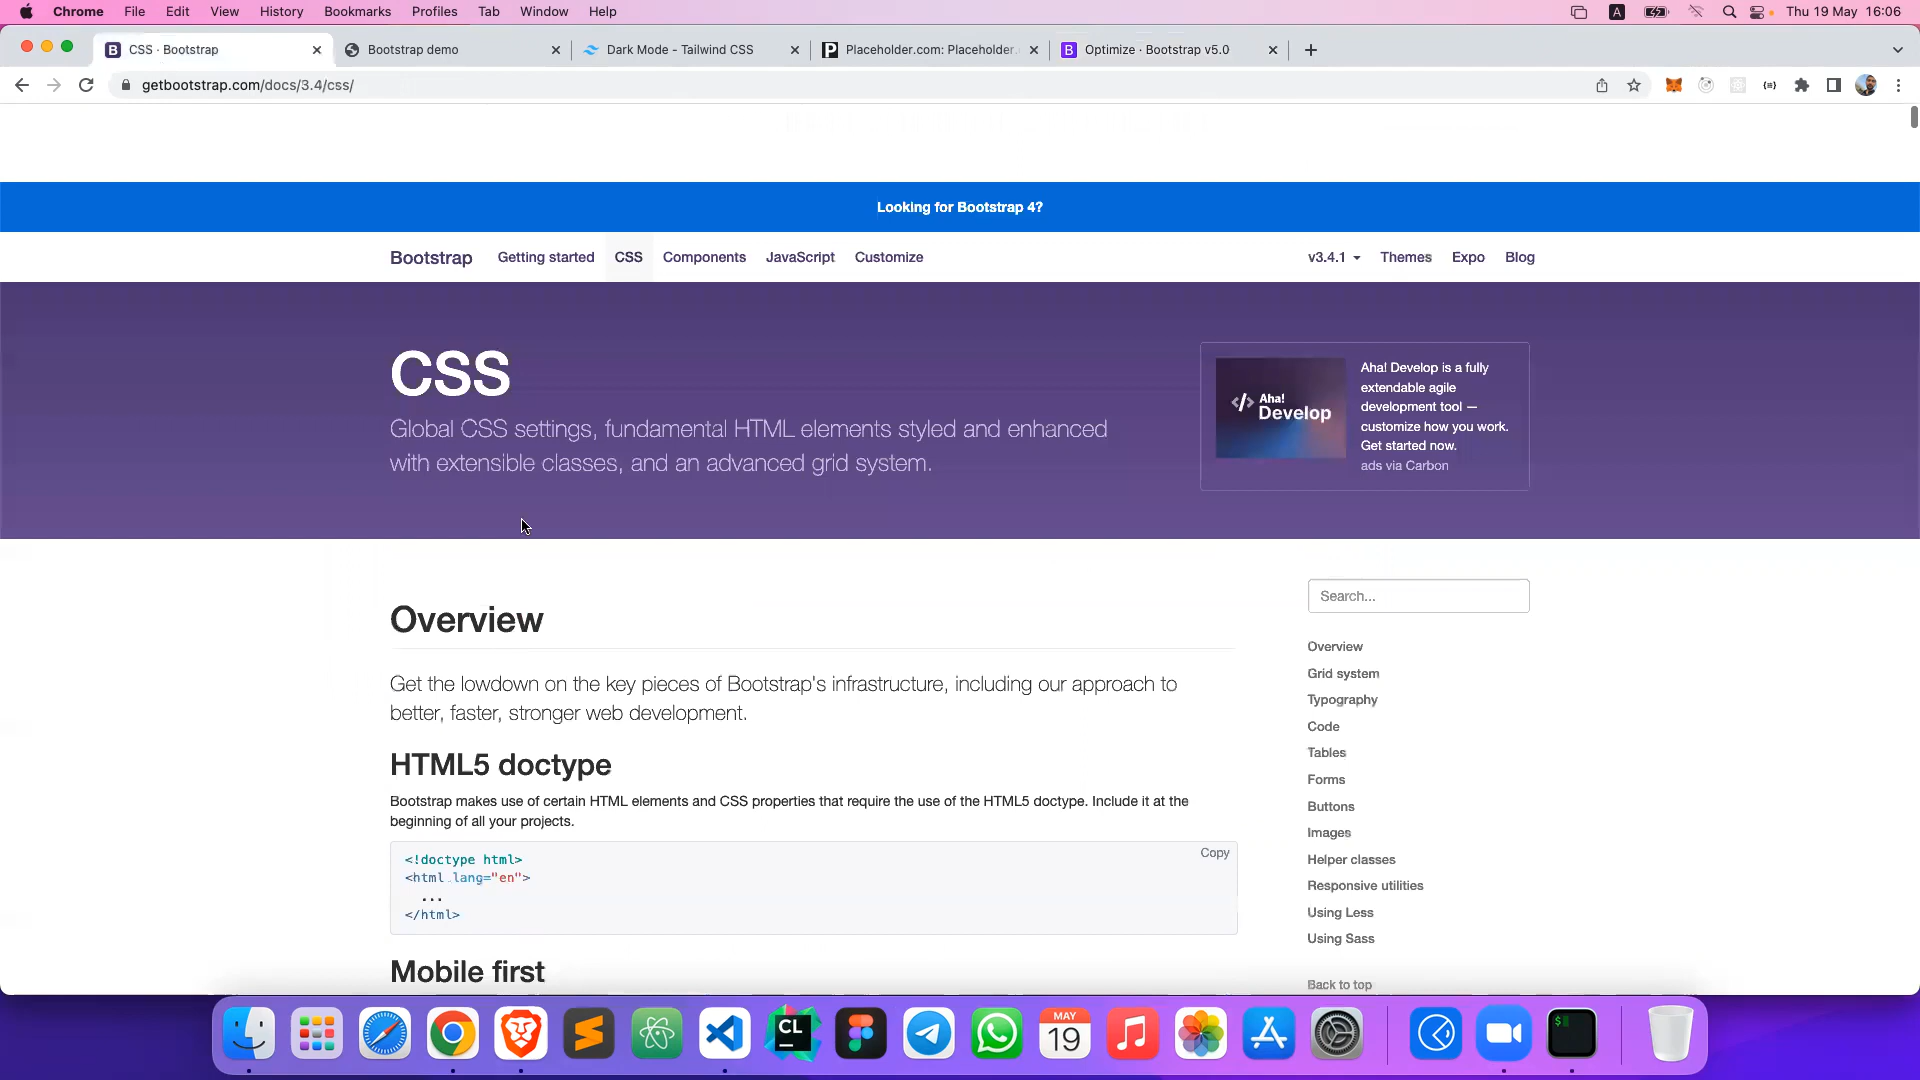 Chrome File Edit View History Bookmarks Profiles Tab Window Help A Thu 19 May 16:06
CSS · Bootstrap Bootstrap demo Dark Mode - Tailwind CSS Placeholder.com: Placeholder. Optimize · Bootstrap v5.0
getbootstrap.com/docs/3.4/css/
Looking for Bootstrap 4?
Bootstrap Getting started CSS Components JavaScript Customize v3.4.1 Themes Expo Blog
CSS
Global CSS settings, fundamental HTML elements styled and enhanced
with extensible classes, and an advanced grid system.
</> Aha!
Develop
Aha! Develop is a fully
extendable agile
development tool —
customize how you work.
Get started now.
ads via Carbon
Overview
Get the lowdown on the key pieces of Bootstrap's infrastructure, including our approach to
better, faster, stronger web development.
HTML5 doctype
Bootstrap makes use of certain HTML elements and CSS properties that require the use of the HTML5 doctype. Include it at the
beginning of all your projects.
Copy
<!doctype html>
<html lang="en">
...
</html>
Mobile first
Search...
Overview
Grid system
Typography
Code
Tables
Forms
Buttons
Images
Helper classes
Responsive utilities
Using Less
Using Sass
Back to top
CL
MAY
19
$